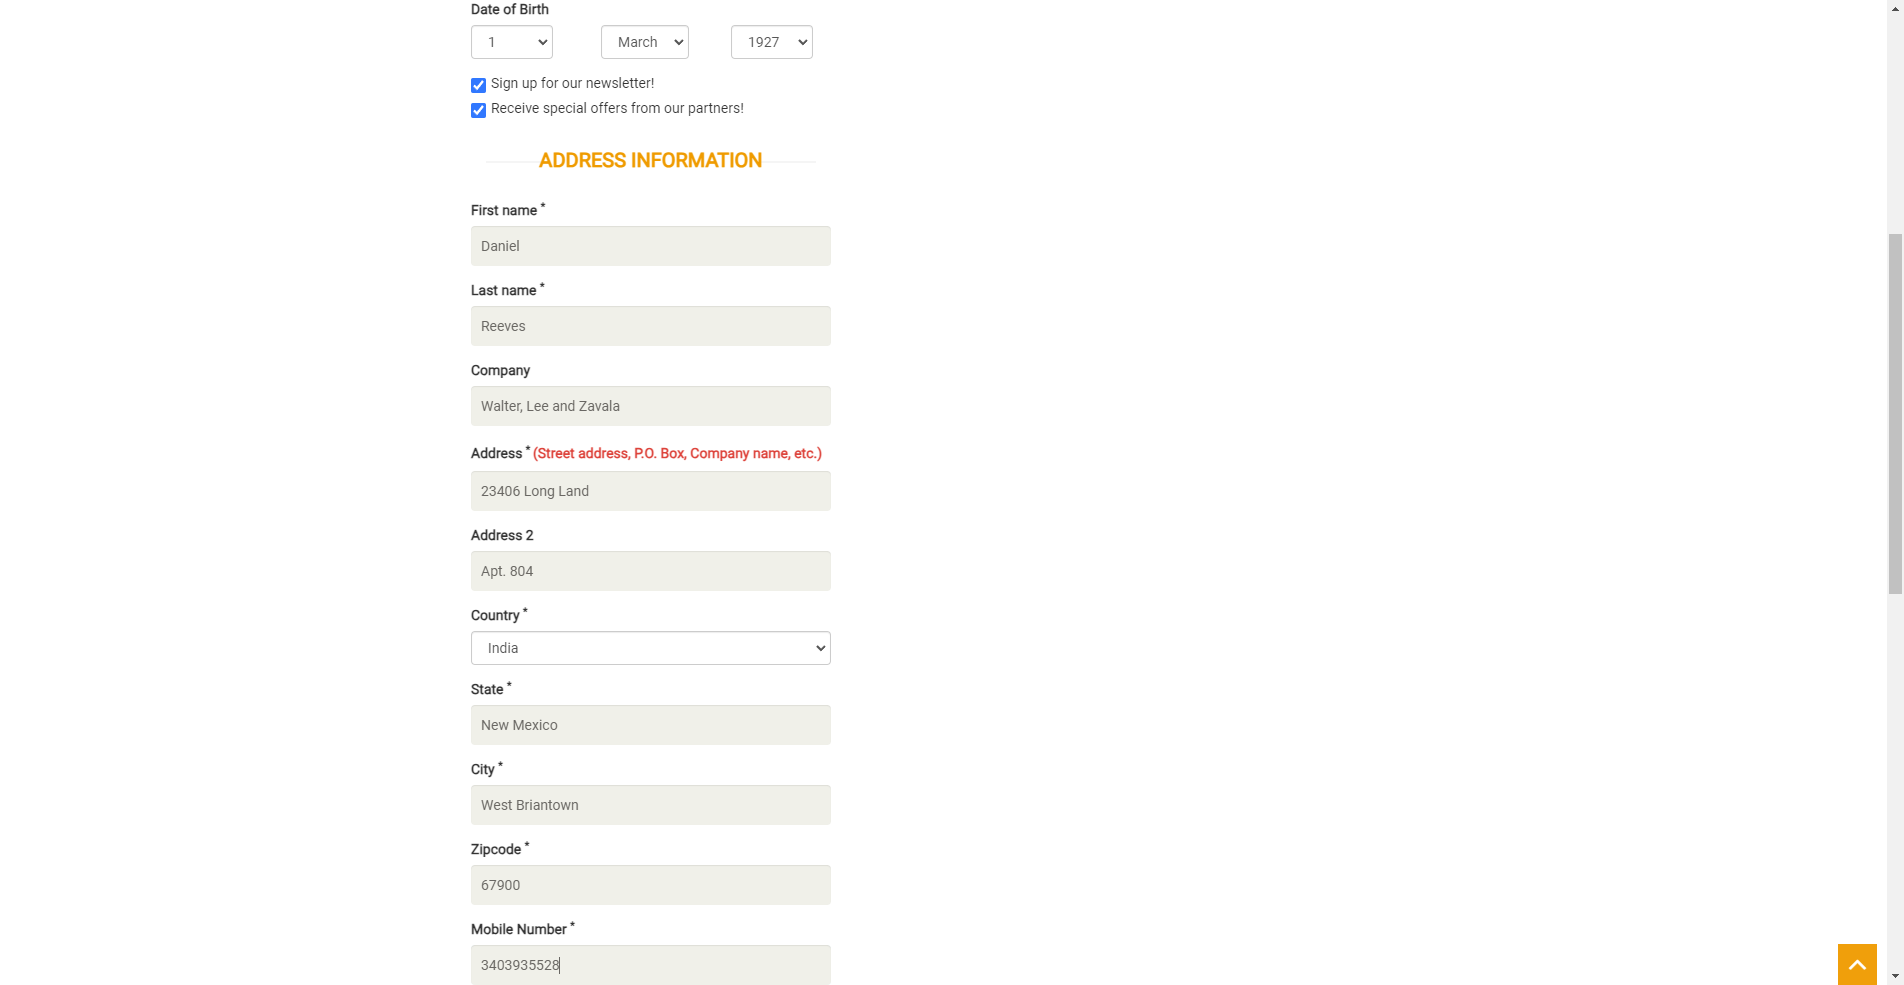 Date of Birth
1 March 1927
Sign up for our newsletter!
Receive special offers from our partners!
ADDRESS INFORMATION
First name *
Daniel
Last name *
Reeves
Company
Walter, Lee and Zavala
Address * (Street address, P.O. Box, Company name, etc.)
23406 Long Land
Address 2
Apt. 804
Country *
India
State *
New Mexico
City *
West Briantown
Zipcode *
67900
Mobile Number *
3403935528